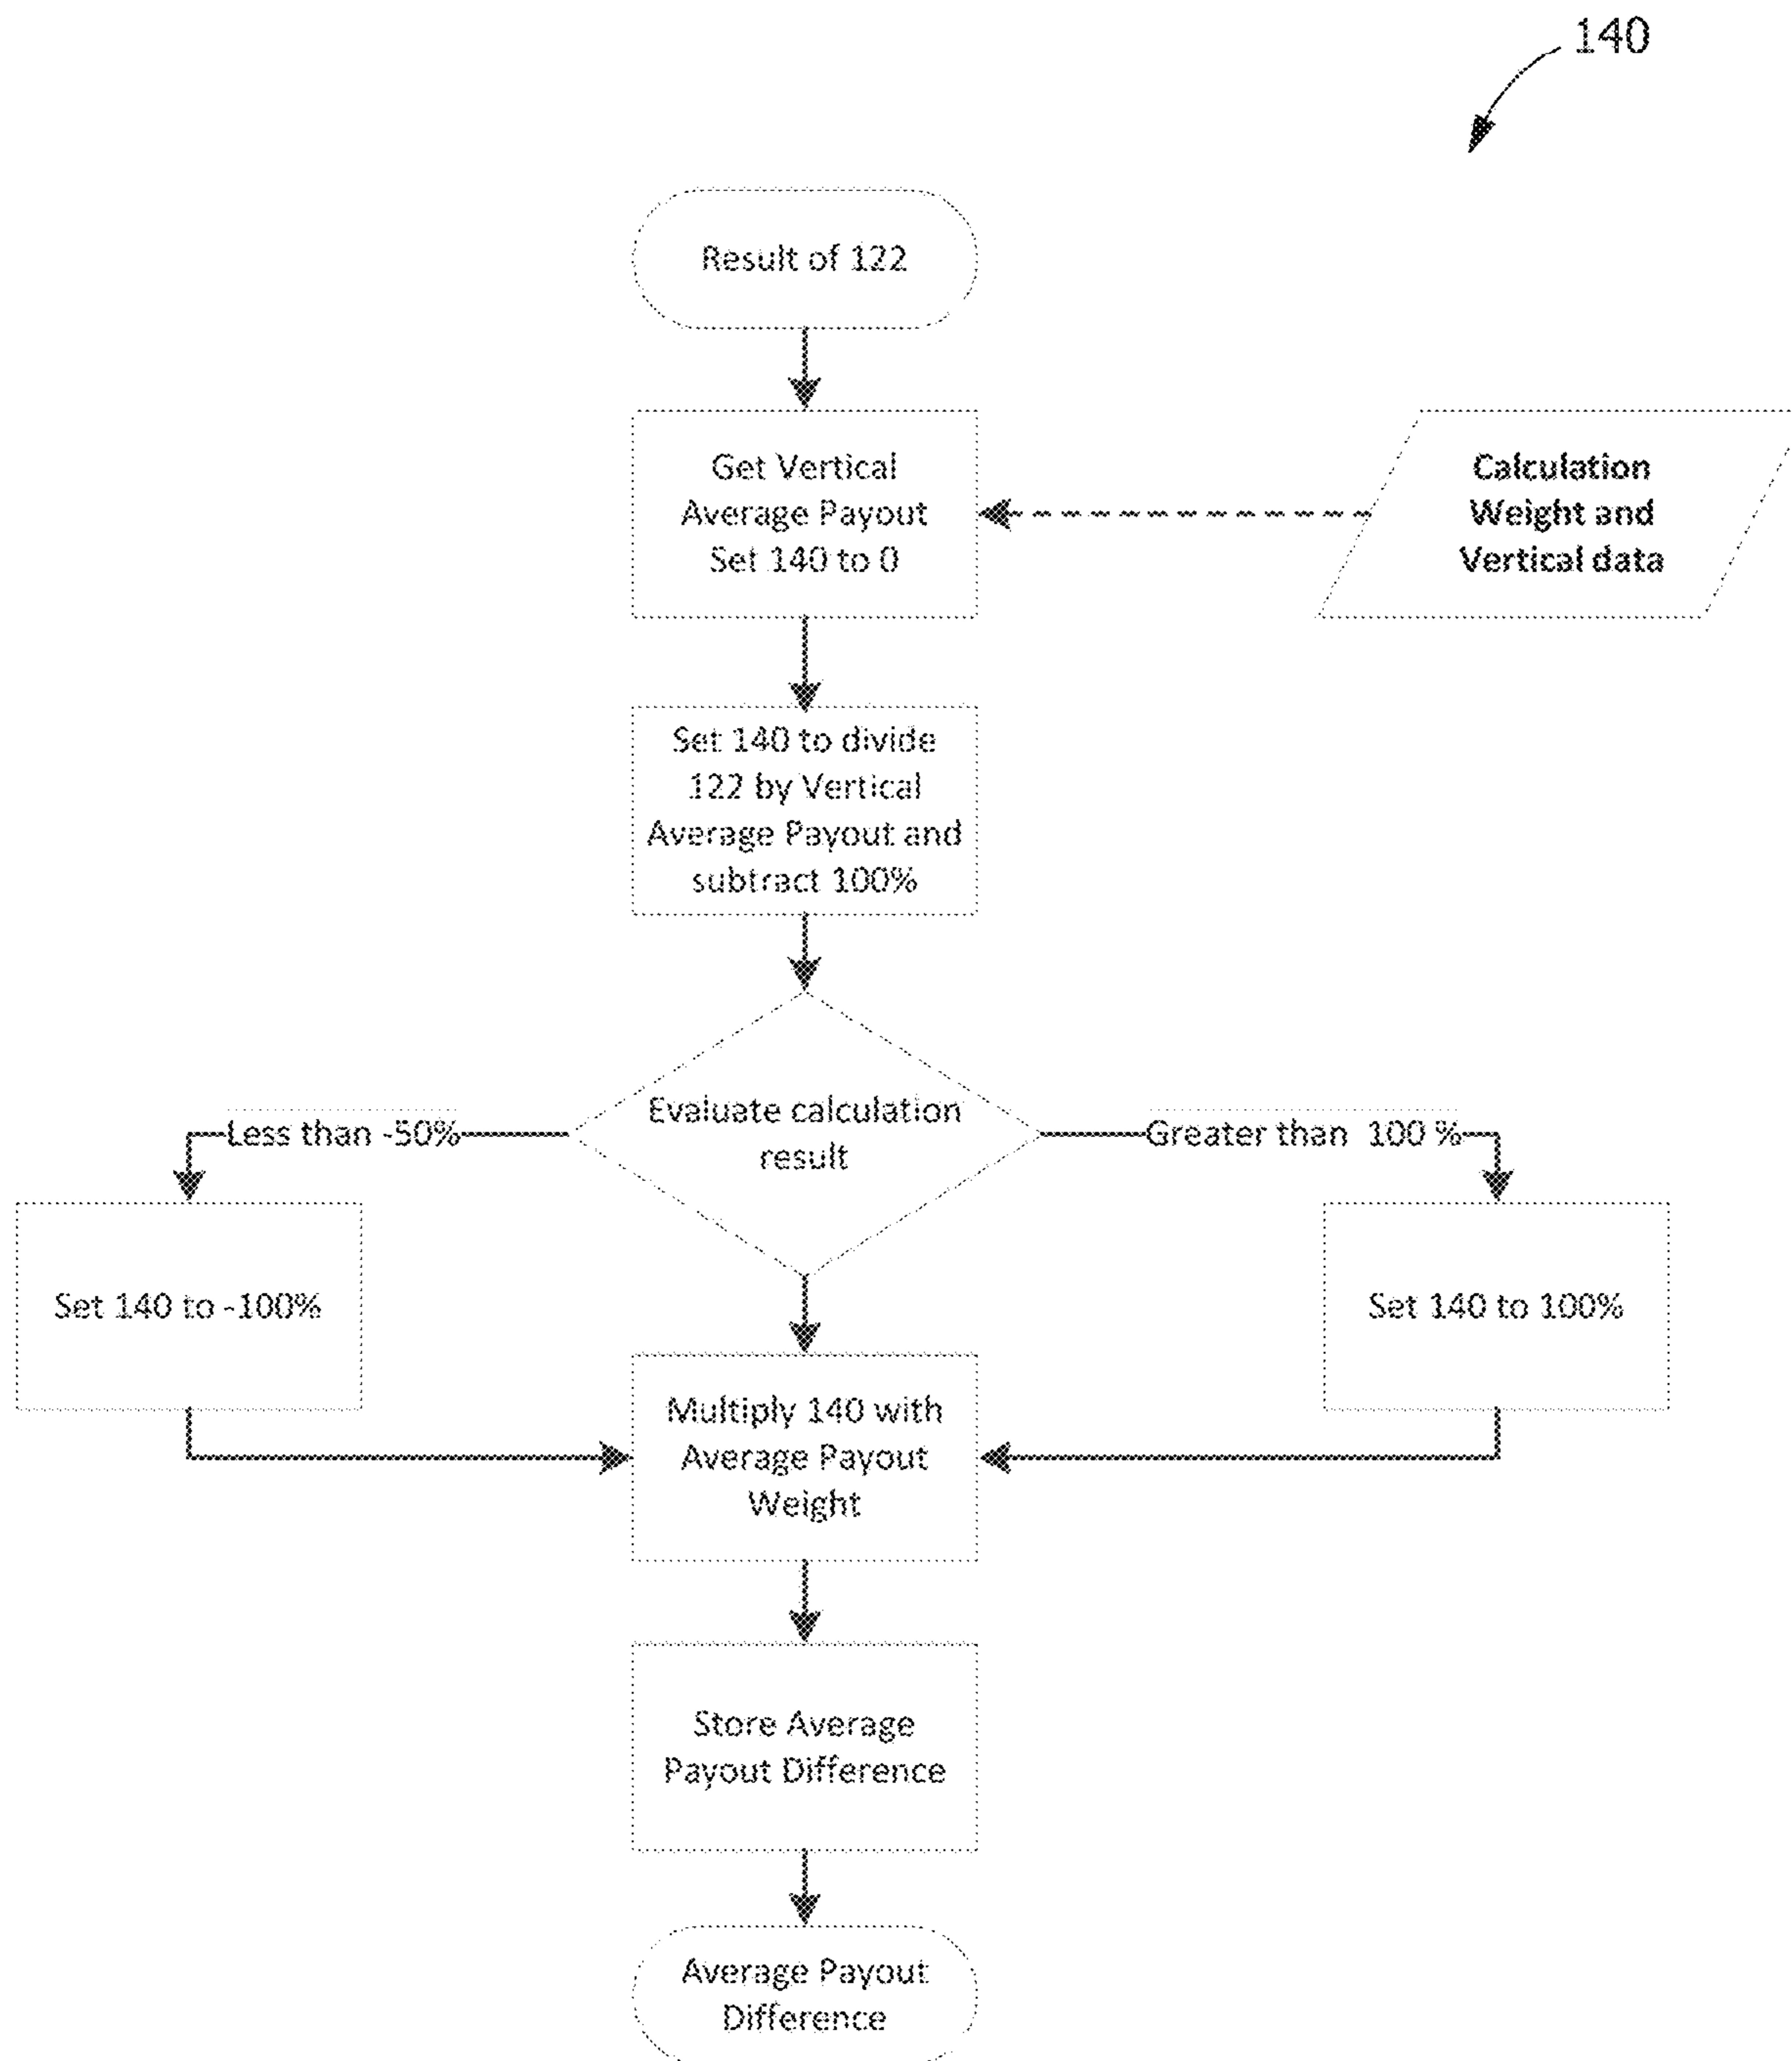 140
Result of 122
Get Vertical
Average Payout
Set 140 to 0
Calculation
Weight and
Vertical data
Set 140 to divide
122 by Vertical
Average Payout and
subtract 100%
Evaluate calculation
result
Less than -50%
Greater than 100 %
Set 140 to -100%
Set 140 to 100%
Multiply 140 with
Average Payout
Weight
Store Average
Payout Difference
Average Payout
Difference